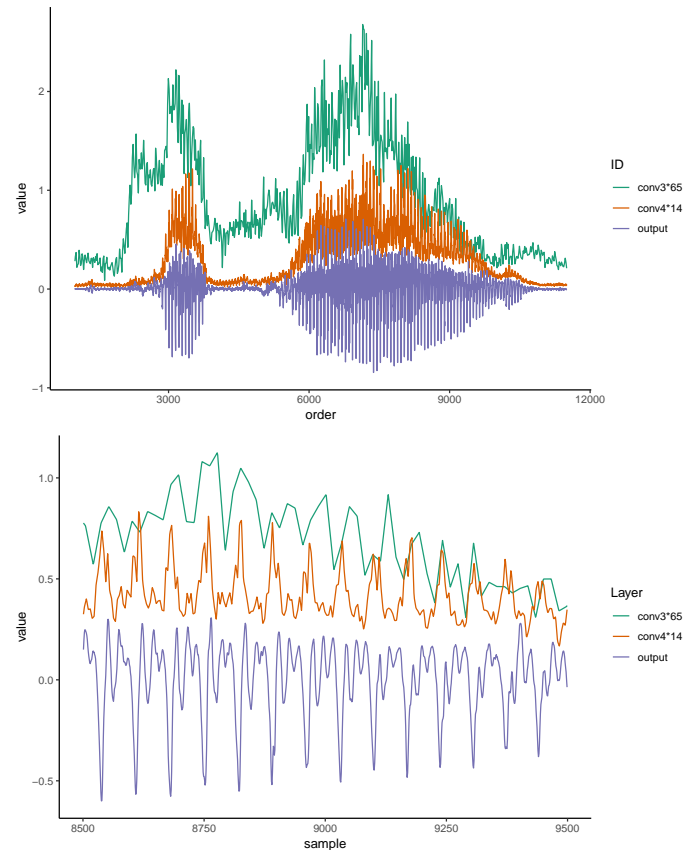 2
1
0
−1
value
3000
6000
9000
12000
order
ID
conv3*65
conv4*14
output
1.0
0.5
0.0
−0.5
value
8500
8750
9000
9250
9500
sample
Layer
conv3*65
conv4*14
output